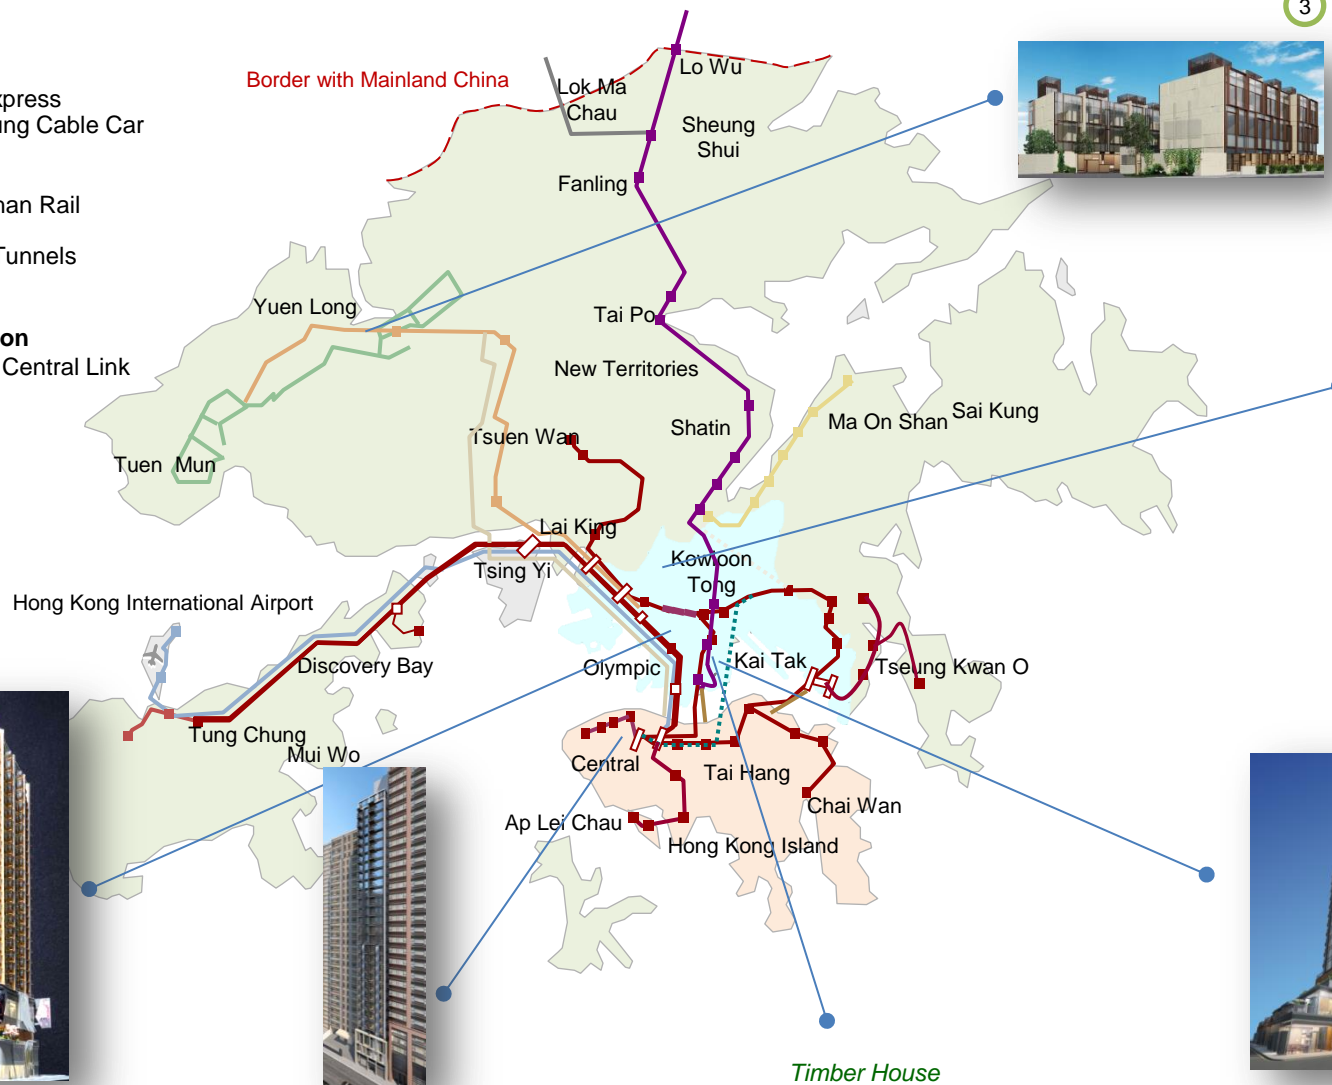 3
Border with Mainland China
Lo Wu
Lok Ma
Chau
xpress
ung Cable Car
Sheung
Shui
Fanling
nan Rail
Tunnels
Yuen Long
Tai Po
on
Central Link
New Territories
Shatin
Ma On Shan
Sai Kung
Tsuen Wan
Tuen Mun
Lai King
Kowloon
Tong
Tsing Yi
Hong Kong International Airport
Discovery Bay
Olympic
Kai Tak
Tseung Kwan O
Tung Chung
Mui Wo
Central
Tai Hang
Chai Wan
Ap Lei Chau
Hong Kong Island
Timber House